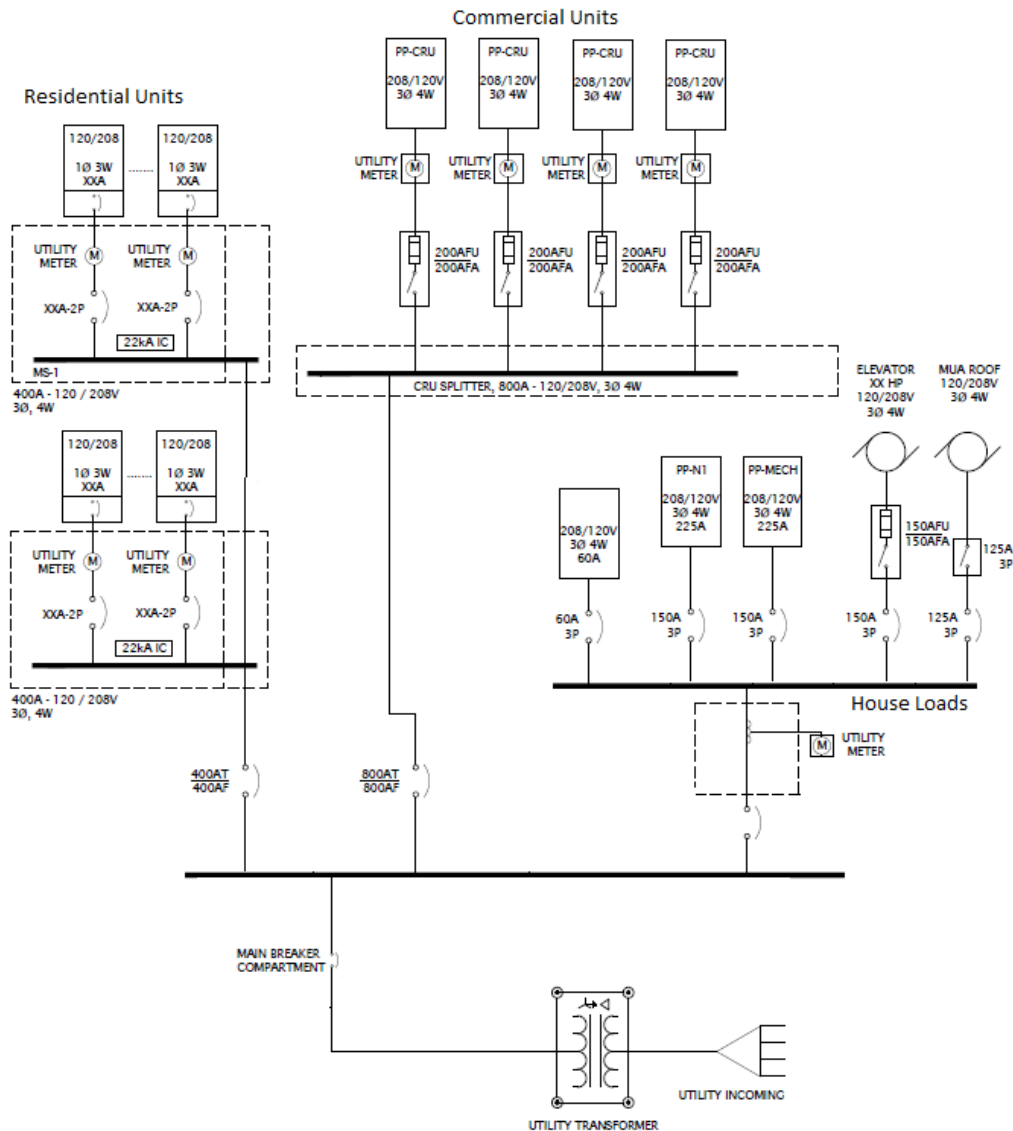 Commercial Units
PP-CRU
208/120V
3Ø 4W
PP-CRU
208/120V
3Ø 4W
PP-CRU
208/120V
3Ø 4W
PP-CRU
208/120V
3Ø 4W
UTILITY
METER
M
UTILITY
METER
M
UTILITY
METER
M
UTILITY
METER
M
200AFU
200AFA
200AFU
200AFA
200AFU
200AFA
200AFU
200AFA
CRU SPLITTER, 800A - 120/208V, 3Ø 4W
Residential Units
120/208
1Ø 3W
XXA
........
120/208
1Ø 3W
XXA
UTILITY
METER
M
UTILITY
METER
M
XXA-2P
XXA-2P
22kA IC
MS-1
400A - 120 / 208V
3Ø, 4W
120/208
1Ø 3W
XXA
........
120/208
1Ø 3W
XXA
UTILITY
METER
M
UTILITY
METER
M
XXA-2P
XXA-2P
22kA IC
400A - 120 / 208V
3Ø, 4W
ELEVATOR
XX HP
120/208V
3Ø 4W
MUA ROOF
120/208V
3Ø 4W
208/120V
3Ø 4W
60A
PP-N1
208/120V
3Ø 4W
225A
PP-MECH
208/120V
3Ø 4W
225A
150AFU
150AFA
125A
3P
60A
3P
150A
3P
150A
3P
150A
3P
125A
3P
House Loads
M
UTILITY
METER
400AT
400AF
800AT
800AF
MAIN BREAKER
COMPARTMENT
UTILITY TRANSFORMER
UTILITY INCOMING